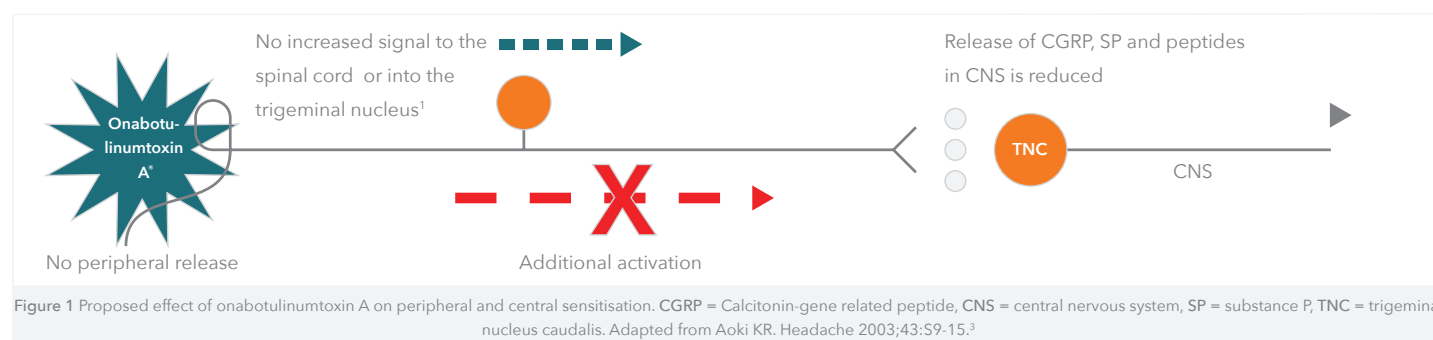 No increased signal to the
spinal cord or into the
trigeminal nucleus¹
Release of CGRP, SP and peptides
in CNS is reduced
Onabotu-
linumtoxin
A*
TNC
CNS
X
No peripheral release
Additional activation
Figure 1 Proposed effect of onabotulinumtoxin A on peripheral and central sensitisation. CGRP = Calcitonin-gene related peptide, CNS = central nervous system, SP = substance P, TNC = trigemina
nucleus caudalis. Adapted from Aoki KR. Headache 2003;43:S9-15.³